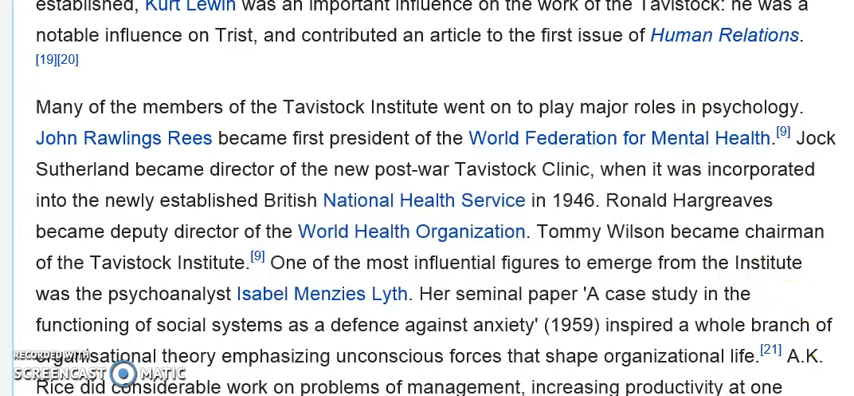 established, Kurt Lewin was an important influence on the work of the Tavistock: he was a
notable influence on Trist, and contributed an article to the first issue of Human Relations.
[19][20]
Many of the members of the Tavistock Institute went on to play major roles in psychology.
John Rawlings Rees became first president of the World Federation for Mental Health.[9] Jock
Sutherland became director of the new post-war Tavistock Clinic, when it was incorporated
into the newly established British National Health Service in 1946. Ronald Hargreaves
became deputy director of the World Health Organization. Tommy Wilson became chairman
of the Tavistock Institute.[9] One of the most influential figures to emerge from the Institute
was the psychoanalyst Isabel Menzies Lyth. Her seminal paper 'A case study in the
functioning of social systems as a defence against anxiety' (1959) inspired a whole branch of
organisational theory emphasizing unconscious forces that shape organizational life.[21] A.K.
Rice did considerable work on problems of management, increasing productivity at one
RECORDED WITH
SCREENCAST MATIC